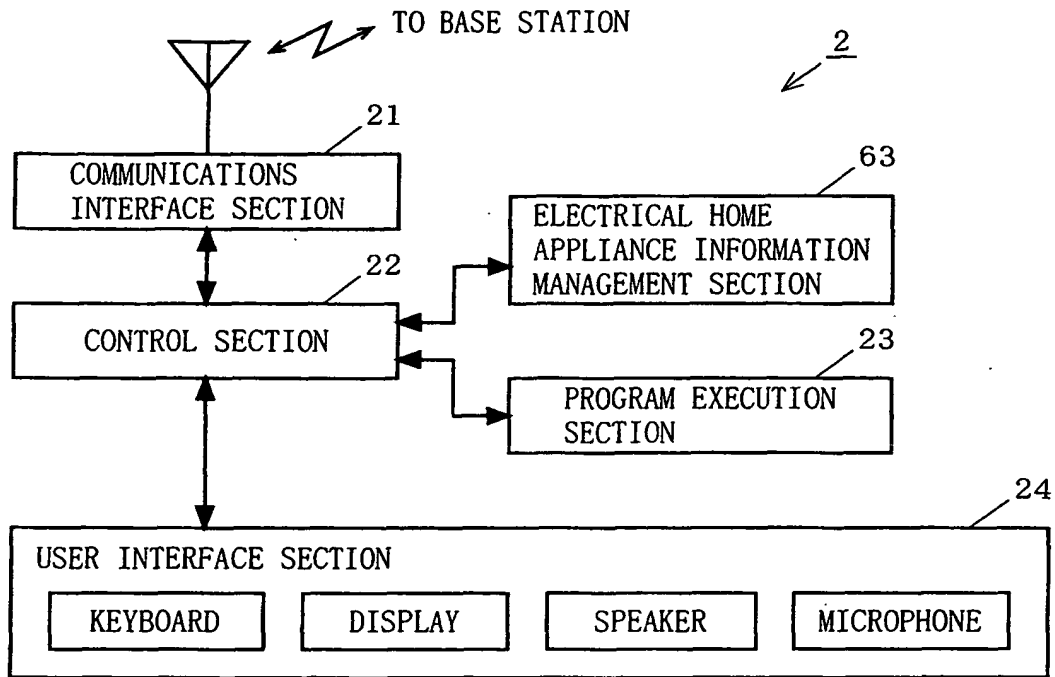 TO BASE STATION
2
21
COMMUNICATIONS
INTERFACE SECTION
63
ELECTRICAL HOME
APPLIANCE INFORMATION
MANAGEMENT SECTION
22
CONTROL SECTION
23
PROGRAM EXECUTION
SECTION
24
USER INTERFACE SECTION
KEYBOARD
DISPLAY
SPEAKER
MICROPHONE